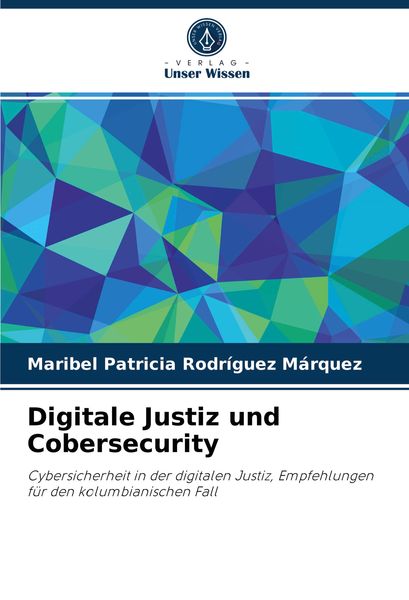 – VERLAG –
Unser Wissen
Maribel Patricia Rodríguez Márquez
Digitale Justiz und
Cobersecurity
Cybersicherheit in der digitalen Justiz, Empfehlungen
für den kolumbianischen Fall